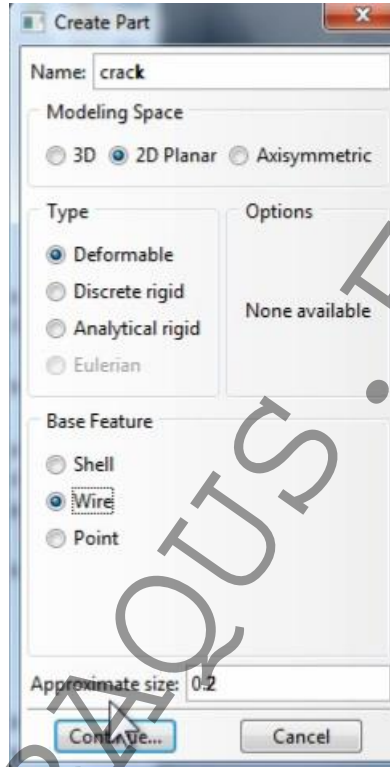 Create Part
Name: crack
Modeling Space
3D 2D Planar Axisymmetric
Type
Options
Deformable
Discrete rigid
Analytical rigid
Eulerian
None available
Base Feature
Shell
Wire
Point
Approximate size: 0.2
Continue... Cancel